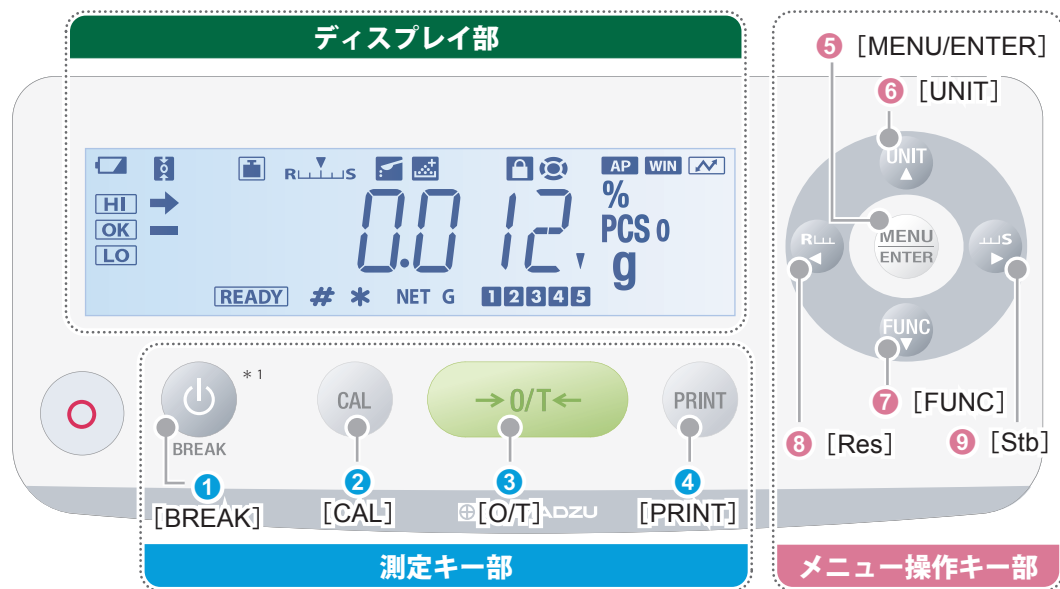 ディスプレイ部
R S AP WIN
HI
OK
LO
0.012 % PCS 0 g
READY # * NET G 1 2 3 4 5
*1
BREAK
CAL
→0/T←
PRINT
1 [BREAK]
2 [CAL]
3 [O/T]
4 [PRINT]
ADZU
測定キー部
5 [MENU/ENTER]
6 [UNIT]
UNIT
R
MENU
ENTER
S
FUNC
7 [FUNC]
8 [Res]
9 [Stb]
メニュー操作キー部